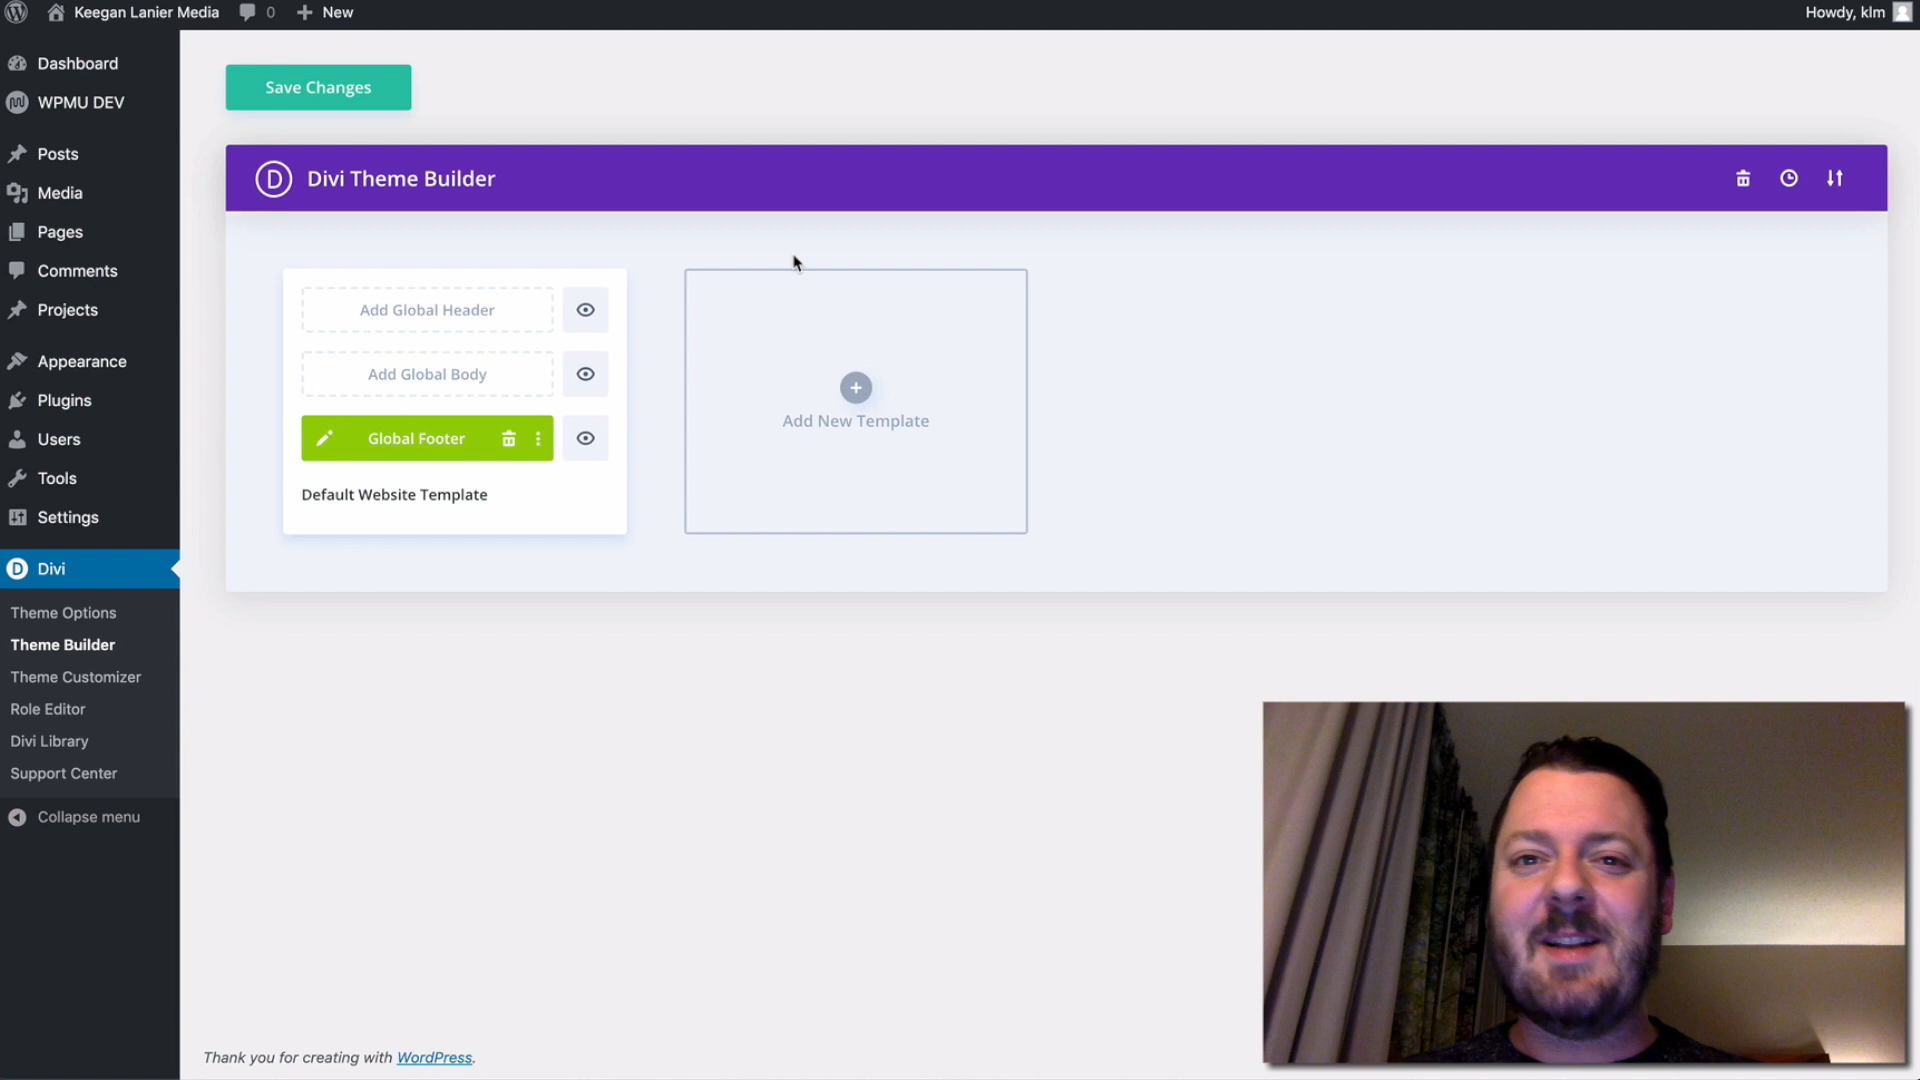 Keegan Lanier Media 0 New Howdy, klm
Dashboard
WPMU DEV
Posts
Media
Pages
Comments
Projects
Appearance
Plugins
Users
Tools
Settings
Divi
Theme Options
Theme Builder
Theme Customizer
Role Editor
Divi Library
Support Center
Collapse menu
Save Changes
D Divi Theme Builder
Add Global Header
Add Global Body
Global Footer
Default Website Template
Add New Template
Thank you for creating with WordPress.